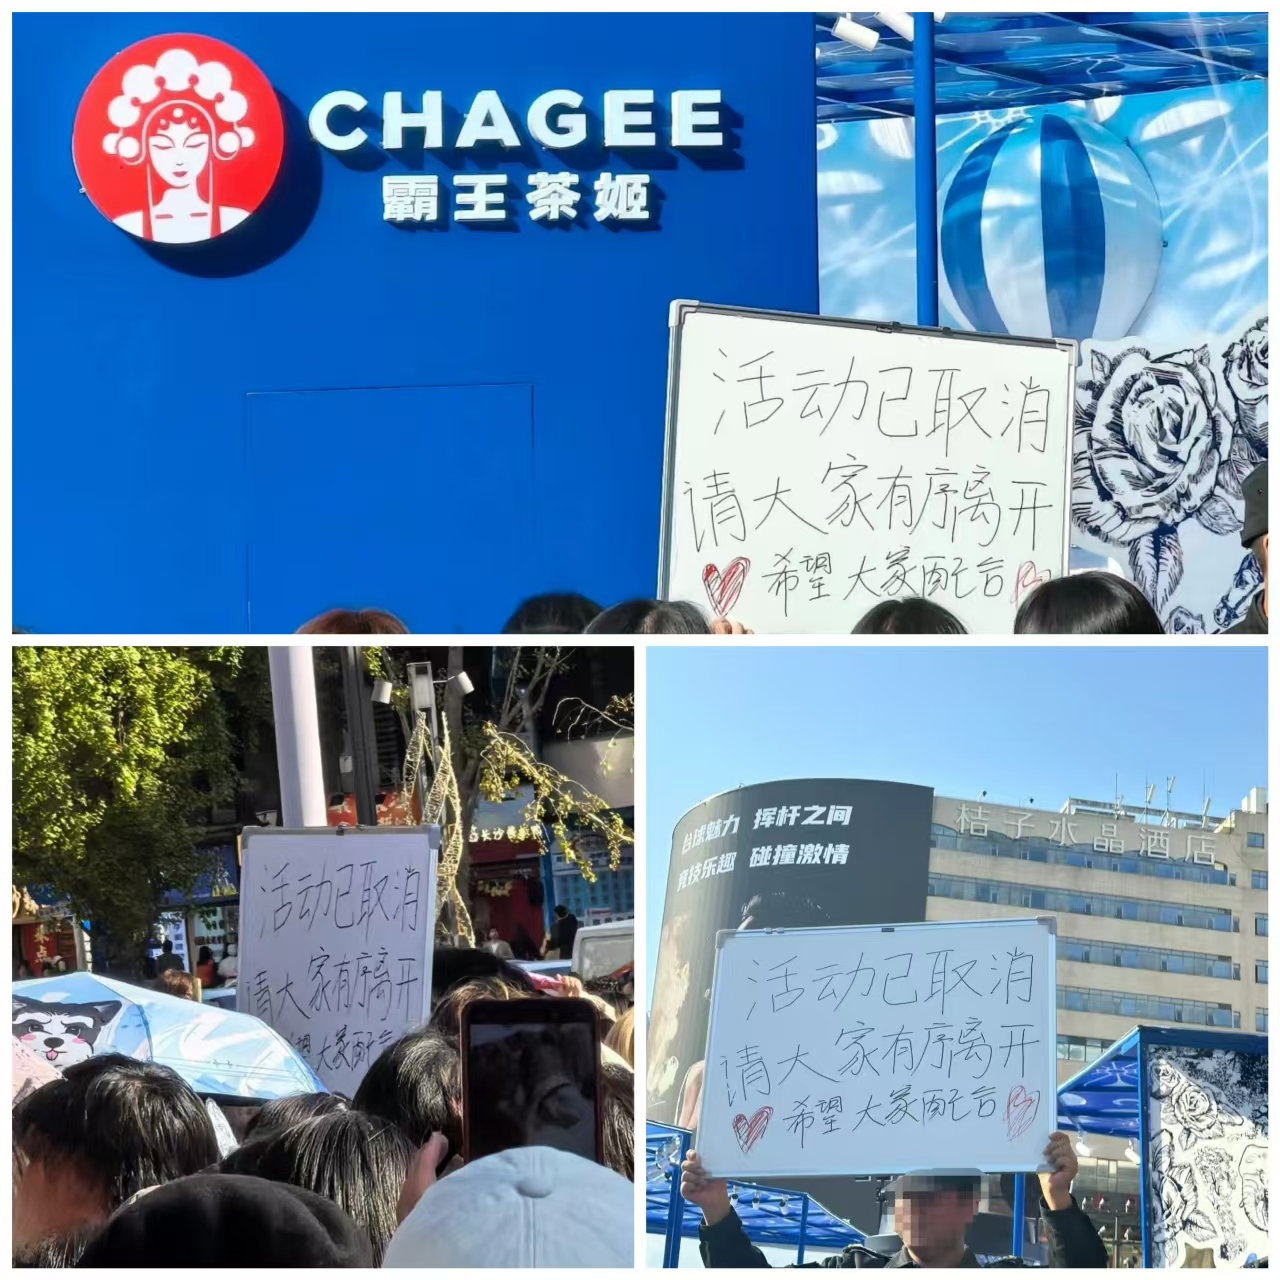 CHAGEE
霸王茶姬
活动已取消
请大家有序离开
希望大家配合
活动已取消
请大家有序离开
大家配合
台球魅力 挥杆之间
竞技乐趣 碰撞激情
桔子水晶酒店
活动已取消
请大家有序离开
希望大家配合